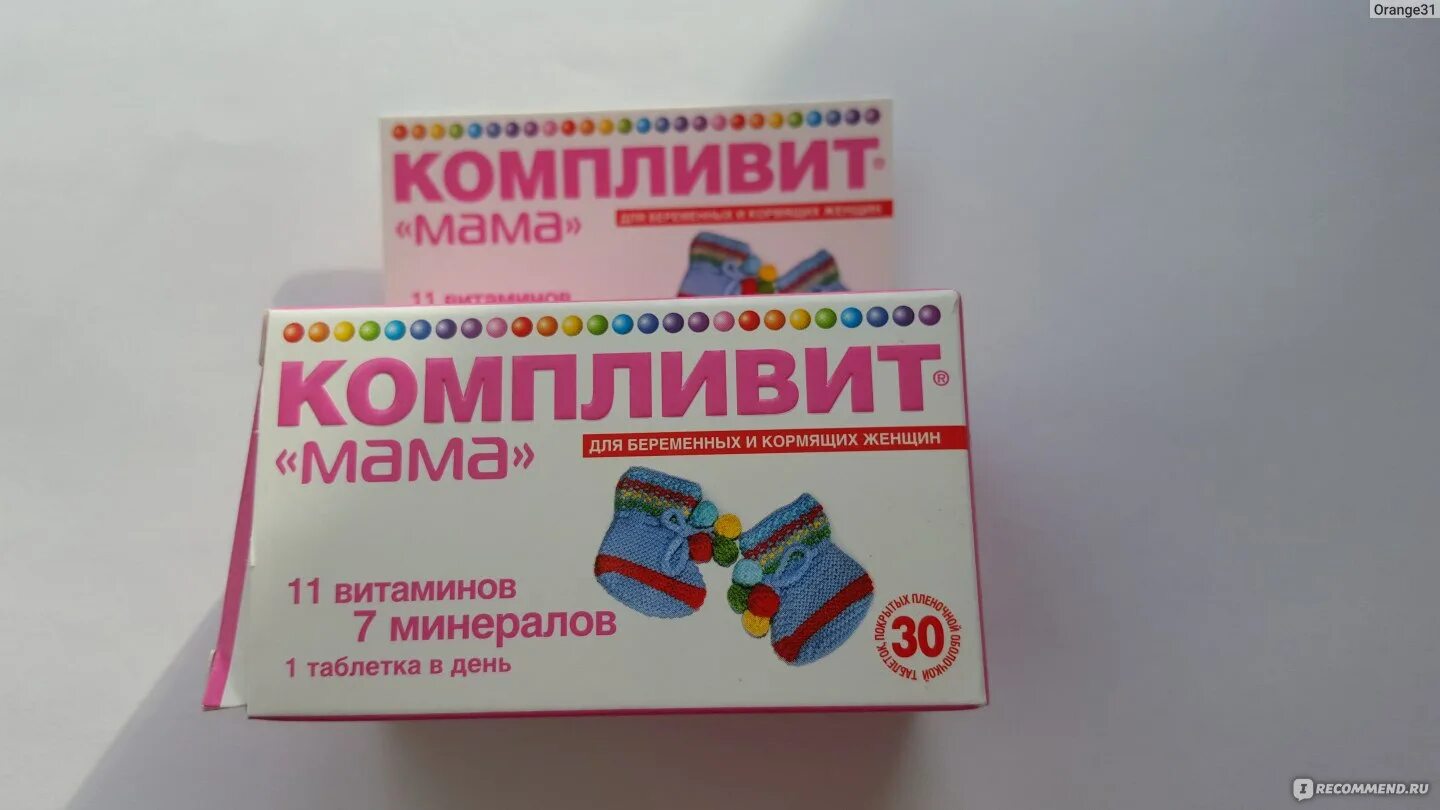 Orange31
КОМПЛИВИТ®
ДЛЯ БЕРЕМЕННЫХ И КОРМЯЩИХ ЖЕНЩИН
«мама»
11 витаминов
КОМПЛИВИТ®
ДЛЯ БЕРЕМЕННЫХ И КОРМЯЩИХ ЖЕНЩИН
«мама»
11 витаминов
7 минералов
1 таблетка в день
30
ТАБЛЕТОК, ПОКРЫТЫХ ПЛЕНОЧНОЙ ОБОЛОЧКОЙ
IRECOMMEND.RU